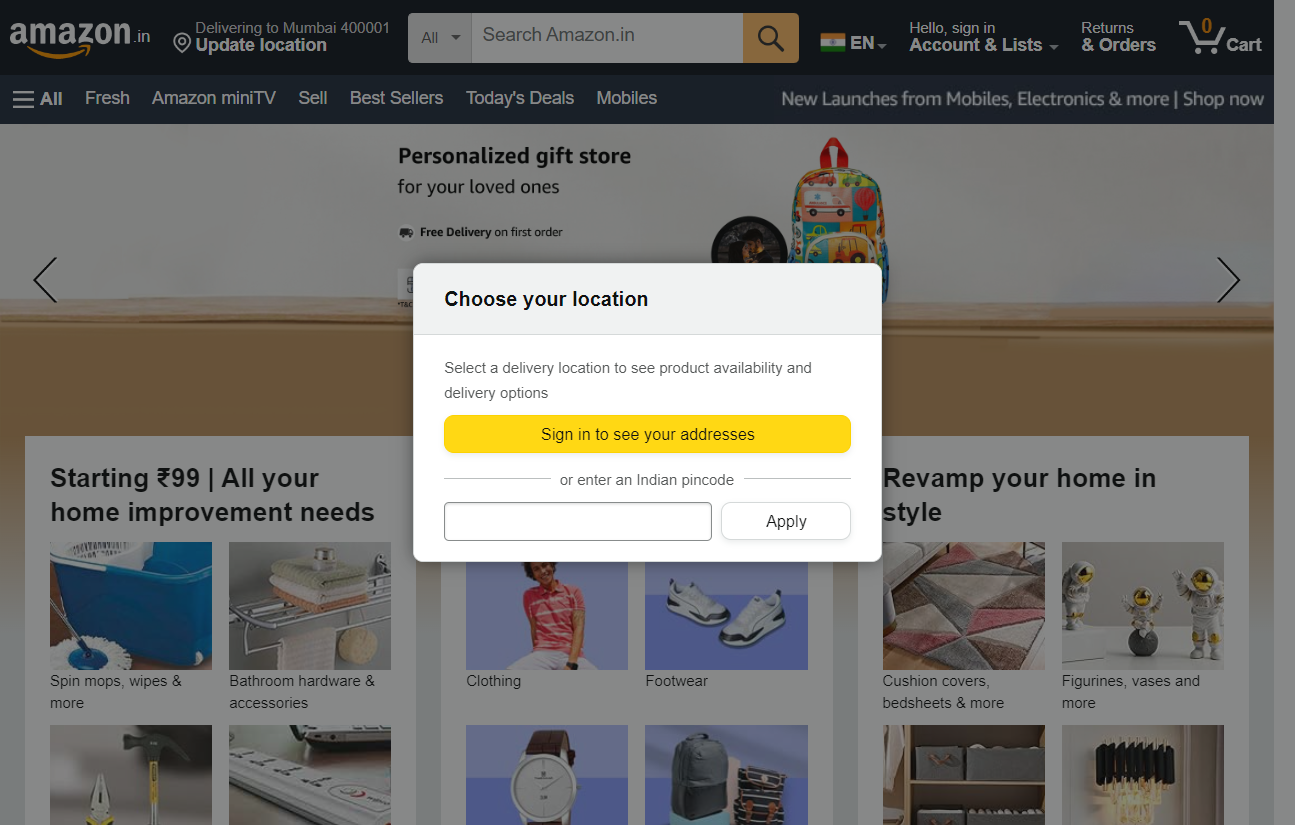 amazon.in
Delivering to Mumbai 400001
Update location
All
Search Amazon.in
EN
Hello, sign in
Account & Lists
Returns
& Orders
0
Cart
All
Fresh
Amazon miniTV
Sell
Best Sellers
Today's Deals
Mobiles
New Launches from Mobiles, Electronics & more | Shop now
Personalized gift store
for your loved ones
Free Delivery on first order
Choose your location
Select a delivery location to see product availability and
delivery options
Sign in to see your addresses
or enter an Indian pincode
Apply
Starting ₹99 | All your
home improvement needs
Spin mops, wipes &
more
Bathroom hardware &
accessories
Clothing
Footwear
Revamp your home in
style
Cushion covers,
bedsheets & more
Figurines, vases and
more